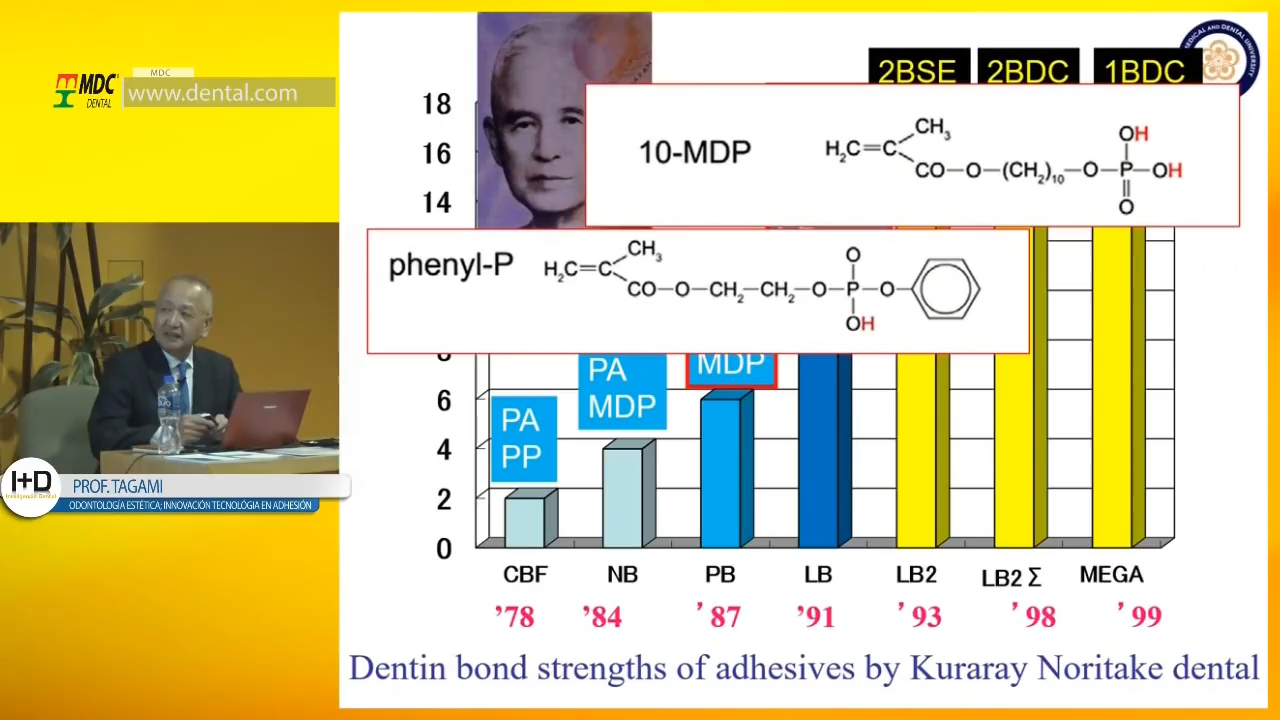 MDC
DENTAL
MDC
www.dental.com
I+D
PROF. TAGAMI
ODONTOLOGÍA ESTÉTICA; INNOVACIÓN TECNOLÓGIA EN ADHESIÓN
2BSE 2BDC 1BDC
10-MDP
H₂C=C CH₃ CO-O-(CH₂)₁₀-O-P-OH OH O
phenyl-P
H₂C=C CH₃ CO-O-CH₂-CH₂-O-P-O O OH
18
16
14
6
4
2
0
PA
PP
PA
MDP
MDP
CBF NB PB LB LB2 LB2 Σ MEGA
’78 ’84 ’87 ’91 ’93 ’98 ’99
Dentin bond strengths of adhesives by Kuraray Noritake dental